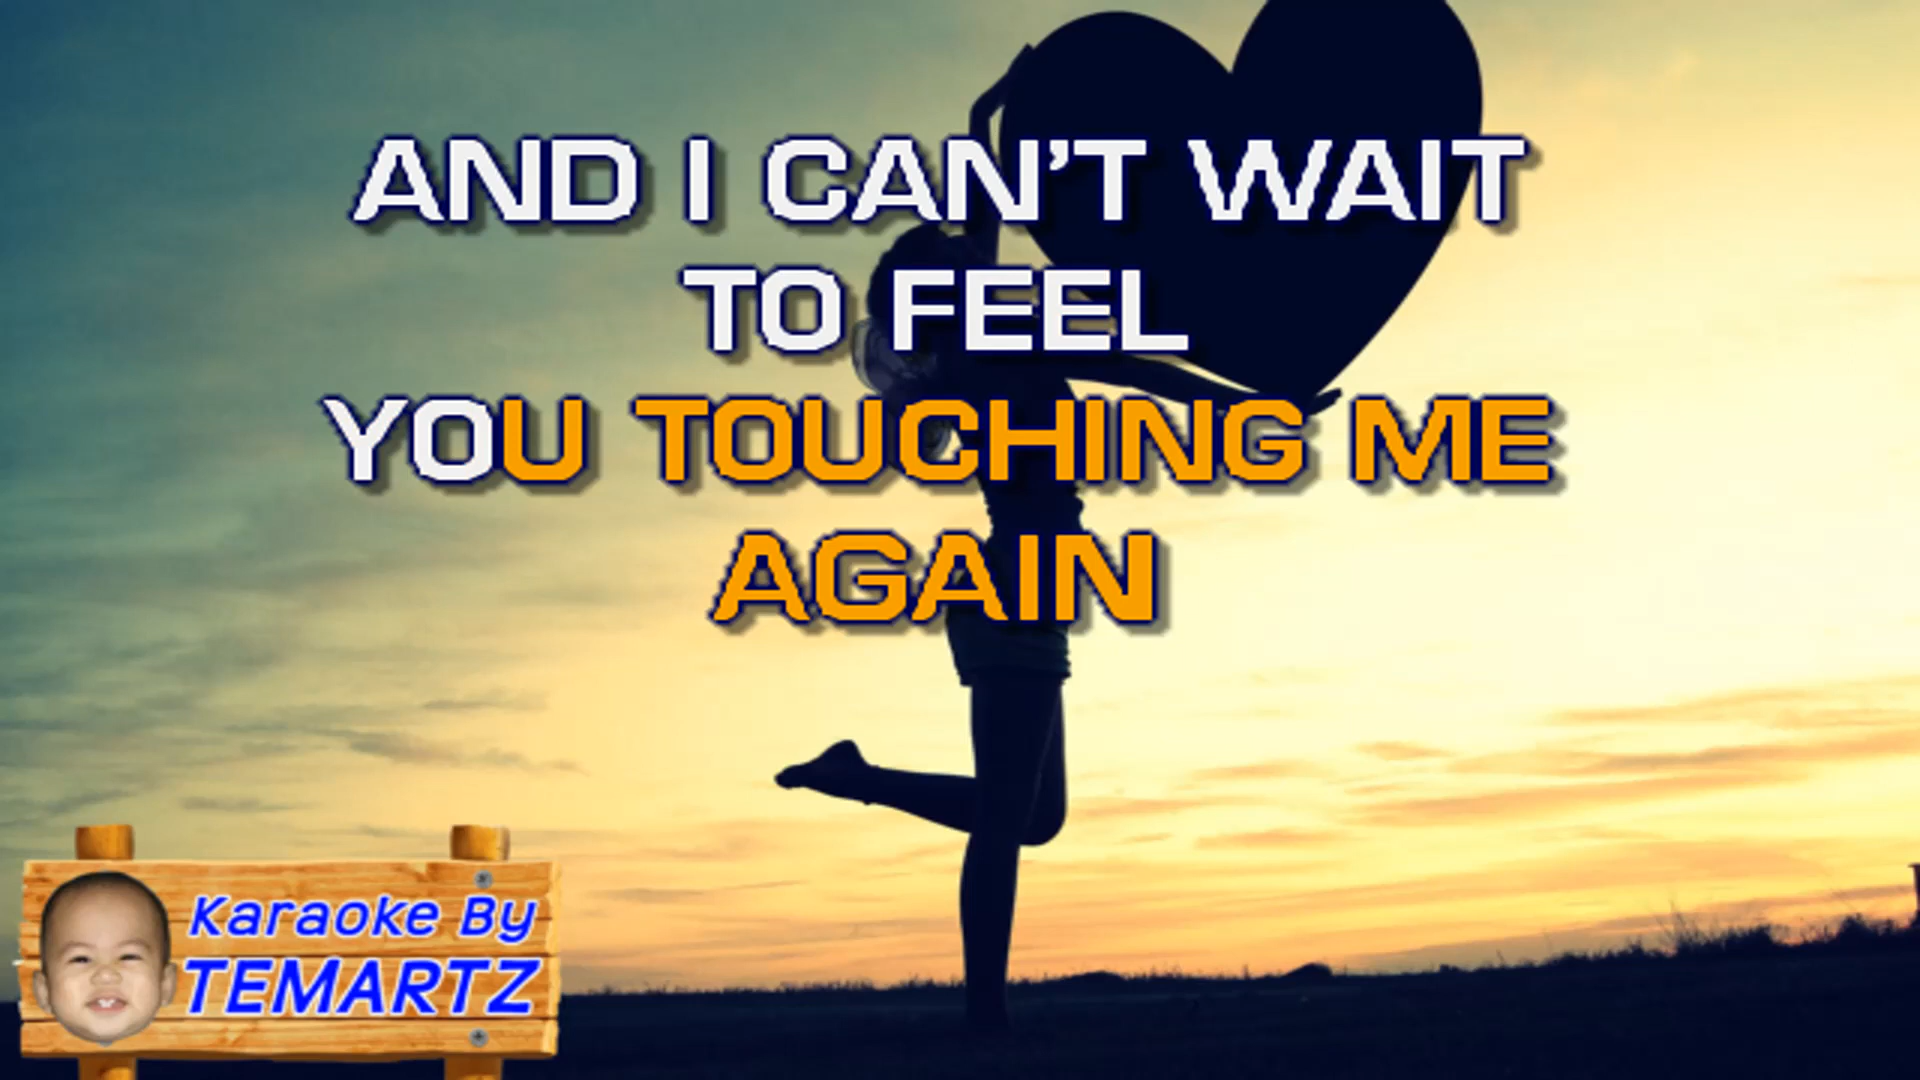 AND I CAN'T WAIT
TO FEEL
YOU TOUCHING ME
AGAIN
Karaoke By
TEMARTZ